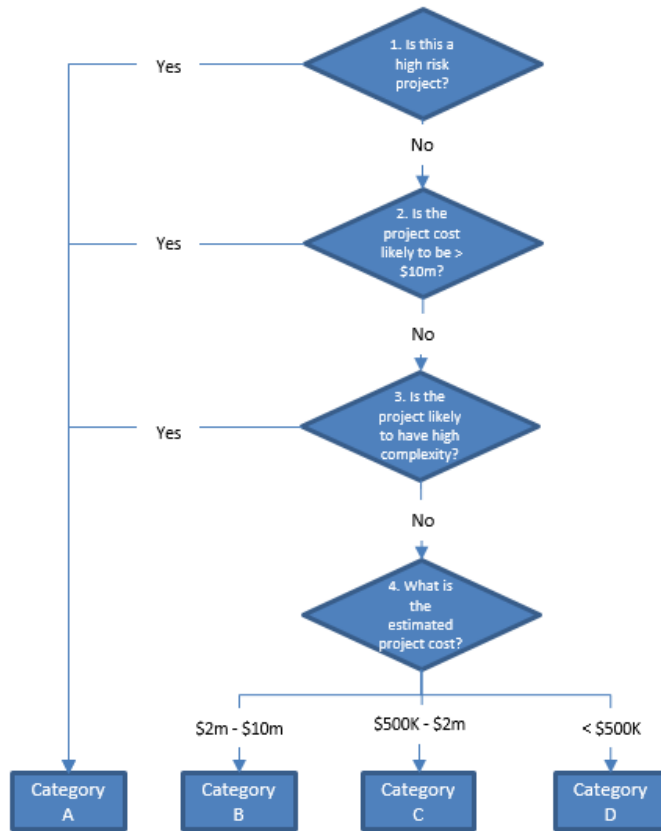 1. Is this a
high risk
project?
Yes
No
2. Is the
project cost
likely to be >
$10m?
Yes
No
3. Is the
project likely
to have high
complexity?
Yes
No
4. What is
the
estimated
project cost?
$2m - $10m
$500K - $2m
< $500K
Category
A
Category
B
Category
C
Category
D